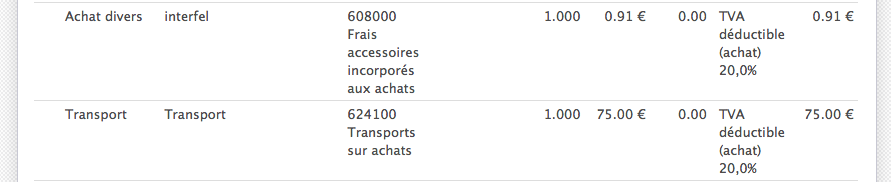 Achat divers interfel 608000 1.000 0.91 € 0.00 TVA 0.91 €
Frais déductible
accessoires (achat)
incorporés 20,0%
aux achats
Transport Transport 624100 1.000 75.00 € 0.00 TVA 75.00 €
Transports déductible
sur achats (achat)
20,0%